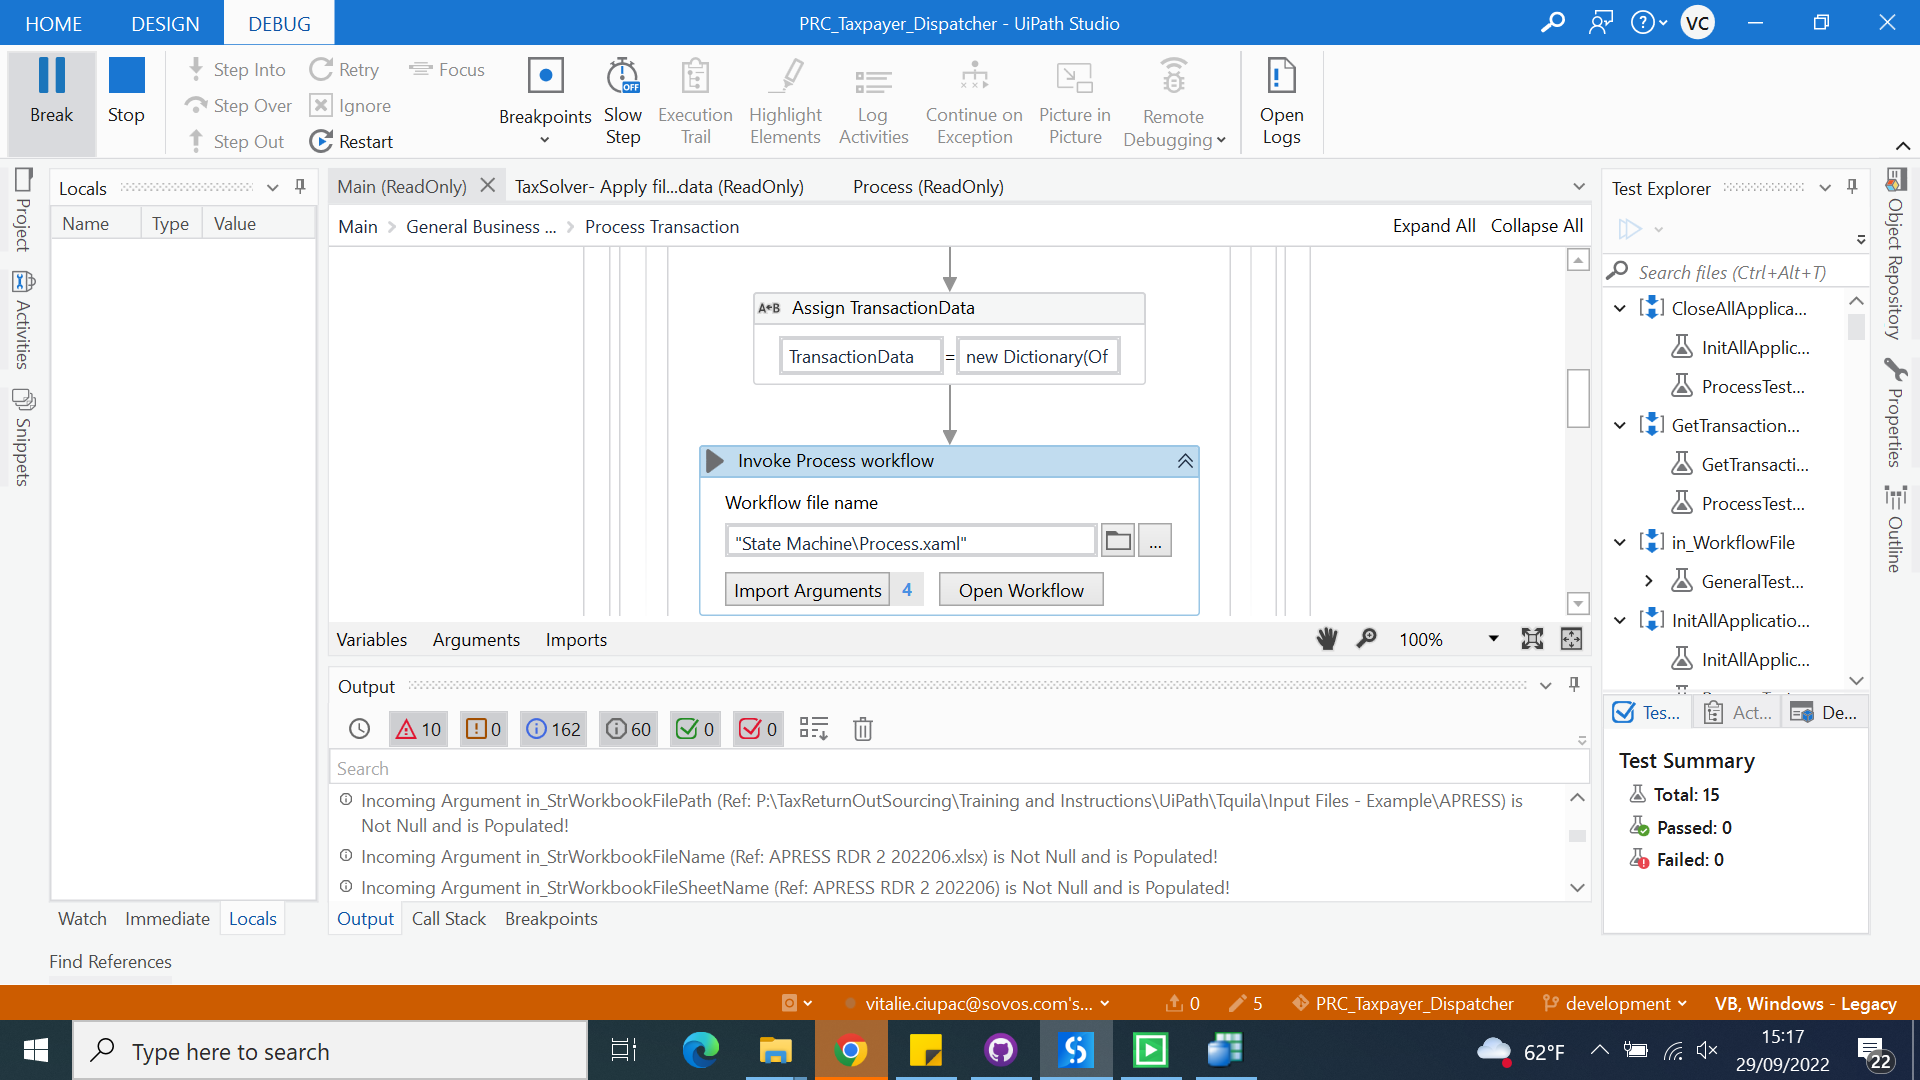 HOME DESIGN DEBUG
PRC_Taxpayer_Dispatcher - UiPath Studio
VC
Break
Stop
Step Into
Step Over
Step Out
Retry
Ignore
Restart
Focus
Breakpoints
Slow Step
OFF
Execution Trail
Highlight Elements
Log Activities
Continue on Exception
Picture in Picture
Remote Debugging
Open Logs
Project
Activities
Snippets
Locals
Name Type Value
Main (ReadOnly)
TaxSolver- Apply fil...data (ReadOnly)
Process (ReadOnly)
Main > General Business ... > Process Transaction
Expand All Collapse All
A+B Assign TransactionData
TransactionData = new Dictionary(Of
Invoke Process workflow
Workflow file name
"State Machine\Process.xaml"
...
Import Arguments 4 Open Workflow
Variables Arguments Imports
100%
Output
10 0 162 60 0 0
Search
Incoming Argument in_StrWorkbookFilePath (Ref: P:\TaxReturnOutSourcing\Training and Instructions\UiPath\Tquila\Input Files - Example\APRESS) is
Not Null and is Populated!
Incoming Argument in_StrWorkbookFileName (Ref: APRESS RDR 2 202206.xlsx) is Not Null and is Populated!
Incoming Argument in_StrWorkbookFileSheetName (Ref: APRESS RDR 2 202206) is Not Null and is Populated!
Watch Immediate Locals
Output Call Stack Breakpoints
Find References
Test Explorer
Search files (Ctrl+Alt+T)
CloseAllApplica...
InitAllApplic...
ProcessTest...
GetTransaction...
GetTransacti...
ProcessTest...
in_WorkflowFile
GeneralTest...
InitAllApplicatio...
InitAllApplic...
Tes... Act... De...
Test Summary
Total: 15
Passed: 0
Failed: 0
Object Repository
Properties
Outline
vitalie.ciupac@sovos.com's...
0
5
PRC_Taxpayer_Dispatcher
development
VB, Windows - Legacy
Type here to search
62°F
15:17
29/09/2022
22